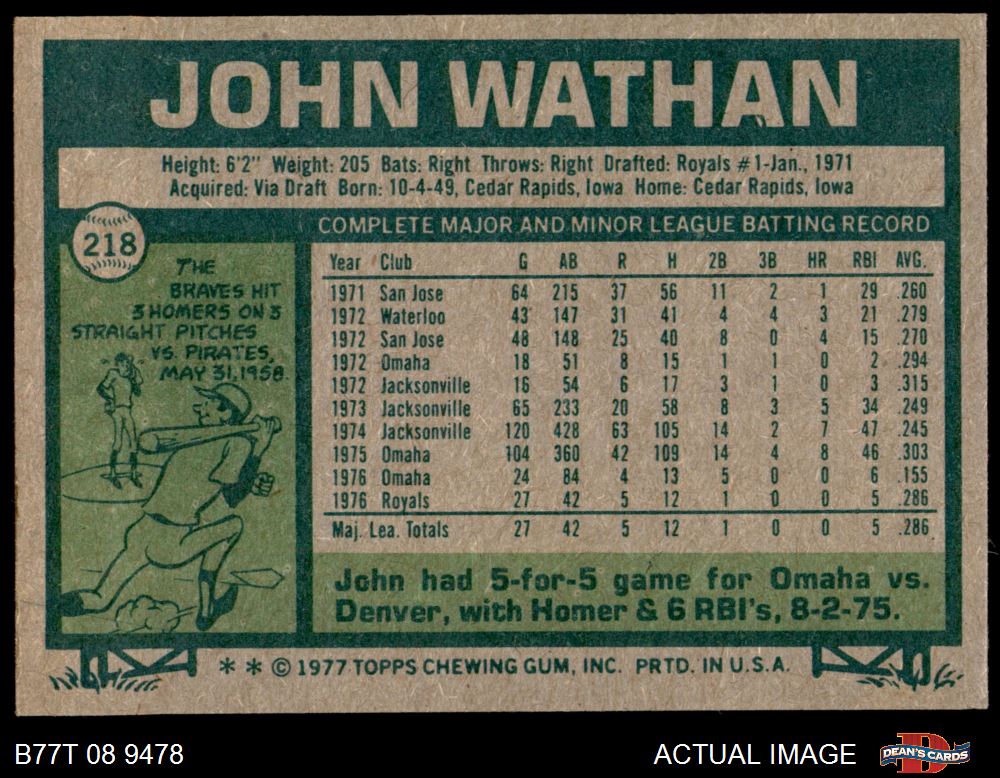 JOHN WATHAN
Height: 6'2" Weight: 205 Bats: Right Throws: Right Drafted: Royals #1-Jan., 1971
Acquired: Via Draft Born: 10-4-49, Cedar Rapids, Iowa Home: Cedar Rapids, Iowa
218
THE
BRAVES HIT
3 HOMERS ON 3
STRAIGHT PITCHES
VS. PIRATES,
MAY 31, 1958.
COMPLETE MAJOR AND MINOR LEAGUE BATTING RECORD
Year Club G AB R H 2B 3B HR RBI AVG.
1971 San Jose 64 215 37 56 11 2 1 29 .260
1972 Waterloo 43 147 31 41 4 4 3 21 .279
1972 San Jose 48 148 25 40 8 0 4 15 .270
1972 Omaha 18 51 8 15 1 1 0 2 .294
1972 Jacksonville 16 54 6 17 3 1 0 3 .315
1973 Jacksonville 65 233 20 58 8 3 5 34 .249
1974 Jacksonville 120 428 63 105 14 2 7 47 .245
1975 Omaha 104 360 42 109 14 4 8 46 .303
1976 Omaha 24 84 4 13 5 0 0 6 .155
1976 Royals 27 42 5 12 1 0 0 5 .286
Maj. Lea. Totals 27 42 5 12 1 0 0 5 .286
John had 5-for-5 game for Omaha vs.
Denver, with Homer & 6 RBI's, 8-2-75.
* * © 1977 TOPPS CHEWING GUM, INC. PRTD. IN U.S.A.
B77T 08 9478
ACTUAL IMAGE
DEAN'S CARDS